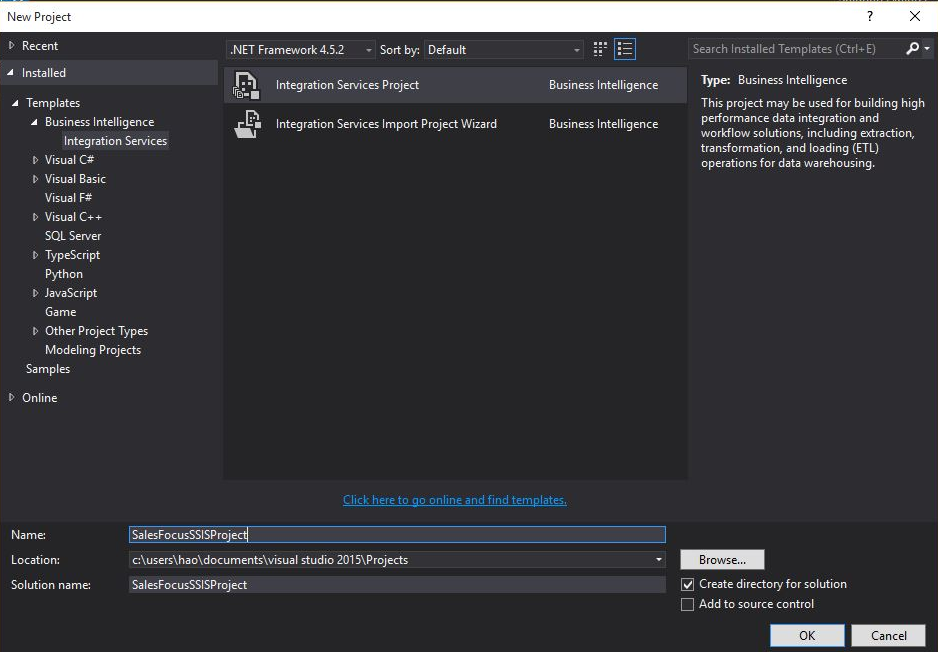 New Project
?
Recent
.NET Framework 4.5.2 Sort by: Default
Search Installed Templates (Ctrl+E)
Installed
Templates
Business Intelligence
Integration Services
Visual C#
Visual Basic
Visual F#
Visual C++
SQL Server
TypeScript
Python
JavaScript
Game
Other Project Types
Modeling Projects
Samples
Online
Integration Services Project Business Intelligence
Integration Services Import Project Wizard Business Intelligence
Type: Business Intelligence
This project may be used for building high
performance data integration and
workflow solutions, including extraction,
transformation, and loading (ETL)
operations for data warehousing.
Click here to go online and find templates.
Name: SalesFocusSSISProject
Location: c:\users\hao\documents\visual studio 2015\Projects Browse...
Solution name: SalesFocusSSISProject
Create directory for solution
Add to source control
OK Cancel